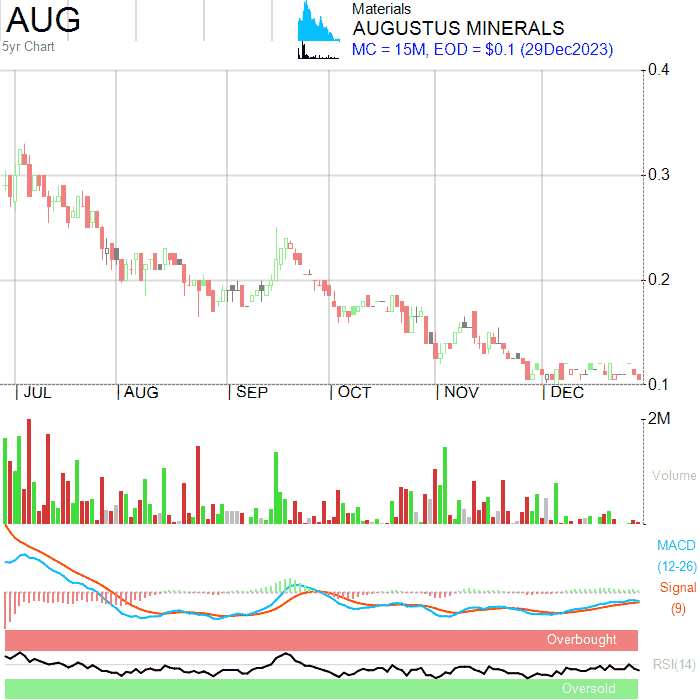 AUG
5yr Chart
Materials
AUGUSTUS MINERALS
MC = 15M, EOD = $0.1 (29Dec2023)
0.4
0.3
0.2
0.1
JUL AUG SEP OCT NOV DEC
2M
Volume
MACD
(12-26)
Signal
(9)
Overbought
RSI(14)
Oversold